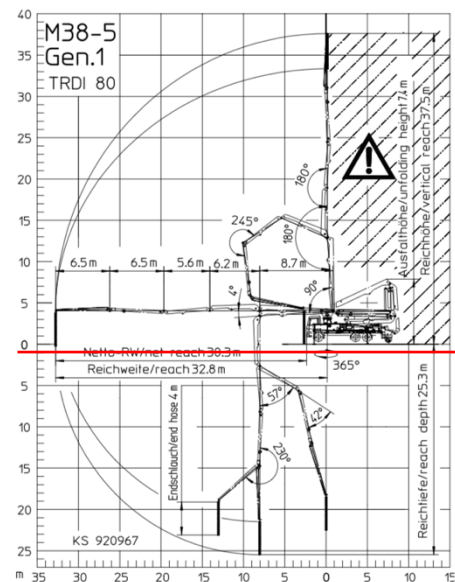 40
M38-5
Gen.1
TRDI 80
35
30
25
20
15
10
5
0
5
10
15
20
25
m 35 30 25 20 15 10 5 0 5 10 15
180°
245°
180°
6.5m 6.5m 5.6m 6.2m 8.7m
4°
90°
Ausfalthöhe/unfolding height 7.4m
Reichhöhe/vertical reach 37.5m
Netto-RW/net reach 30.3m
Reichweite/reach 32.8m
365°
57°
42°
230°
Endschlauch/end hose 4m
Reichtiefe/reach depth 25.3m
KS 920967